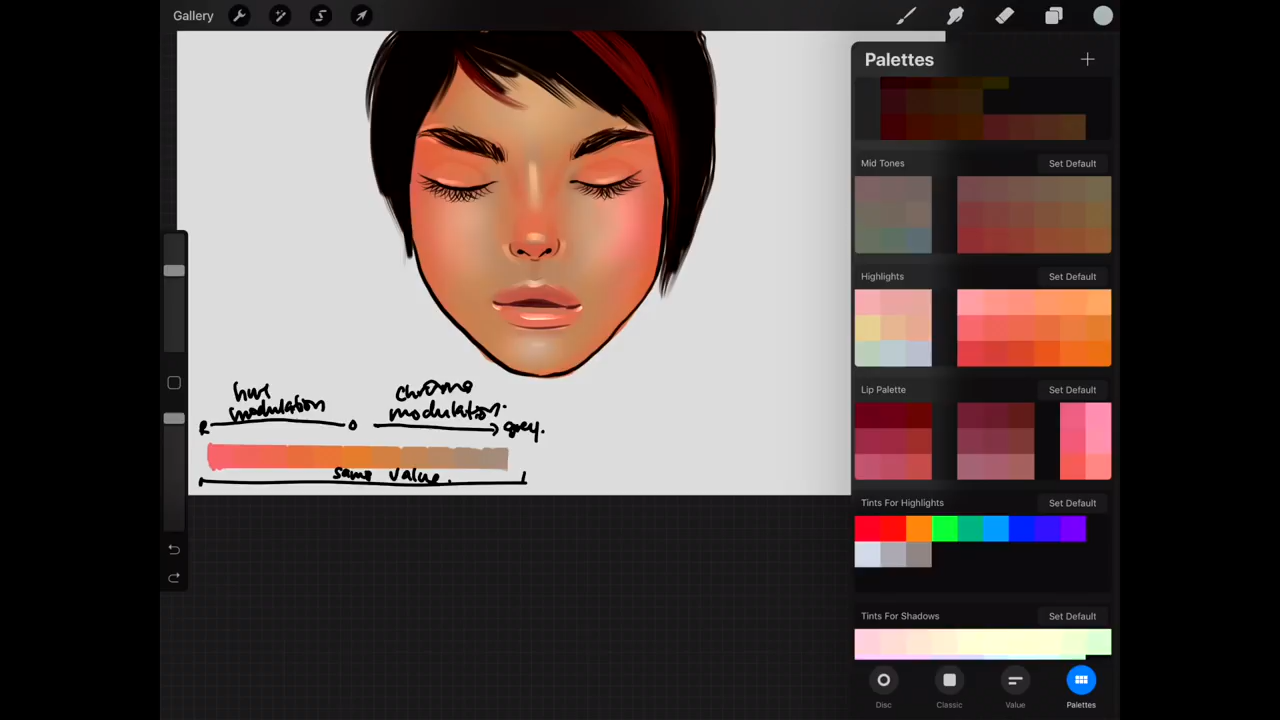 Gallery
Palettes
Mid Tones
Set Default
Highlights
Set Default
Lip Palette
Set Default
Tints For Highlights
Set Default
Tints For Shadows
Set Default
Disc
Classic
Value
Palettes
hue
modulation
chroma
modulation.
R
O
grey.
same value.